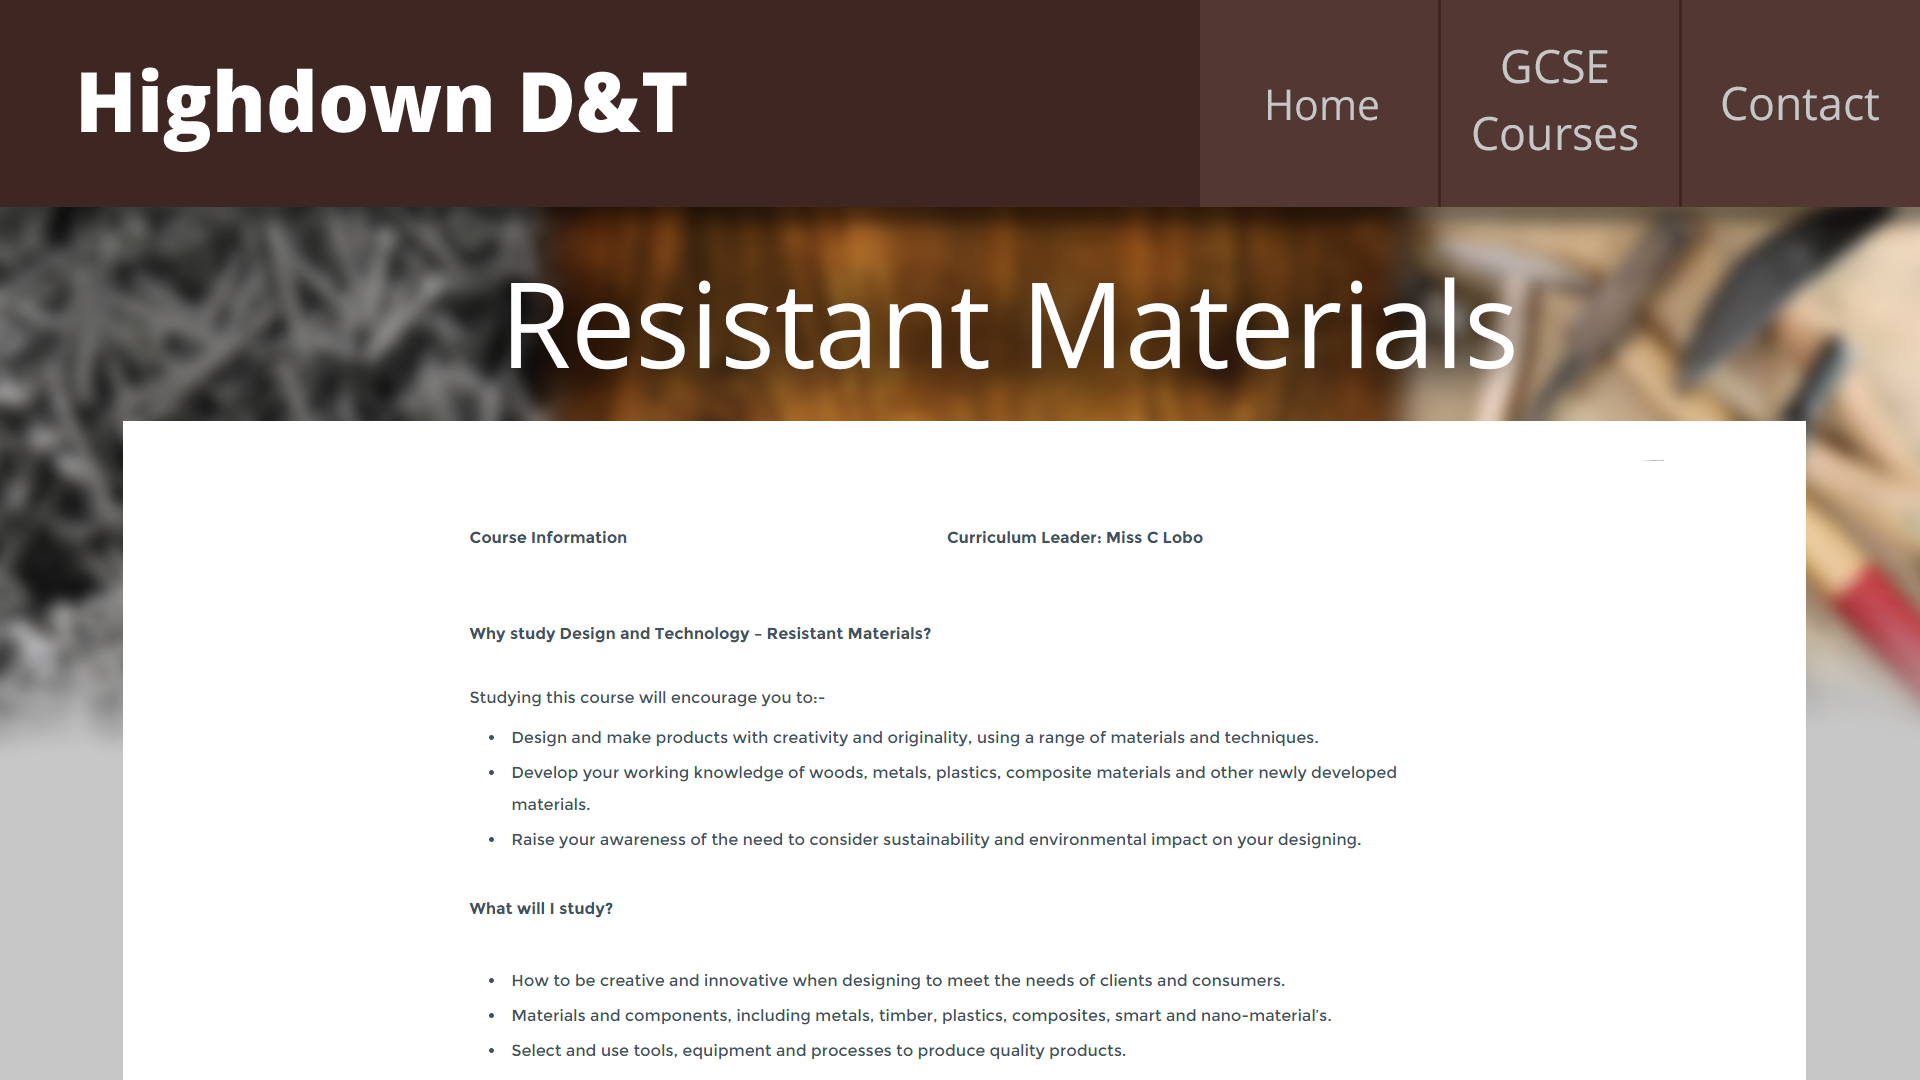 Highdown D&T
Home
GCSE
Courses
Contact
Resistant Materials
Course Information
Curriculum Leader: Miss C Lobo
Why study Design and Technology – Resistant Materials?
Studying this course will encourage you to:-
• Design and make products with creativity and originality, using a range of materials and techniques.
• Develop your working knowledge of woods, metals, plastics, composite materials and other newly developed
materials.
• Raise your awareness of the need to consider sustainability and environmental impact on your designing.
What will I study?
• How to be creative and innovative when designing to meet the needs of clients and consumers.
• Materials and components, including metals, timber, plastics, composites, smart and nano-material’s.
• Select and use tools, equipment and processes to produce quality products.